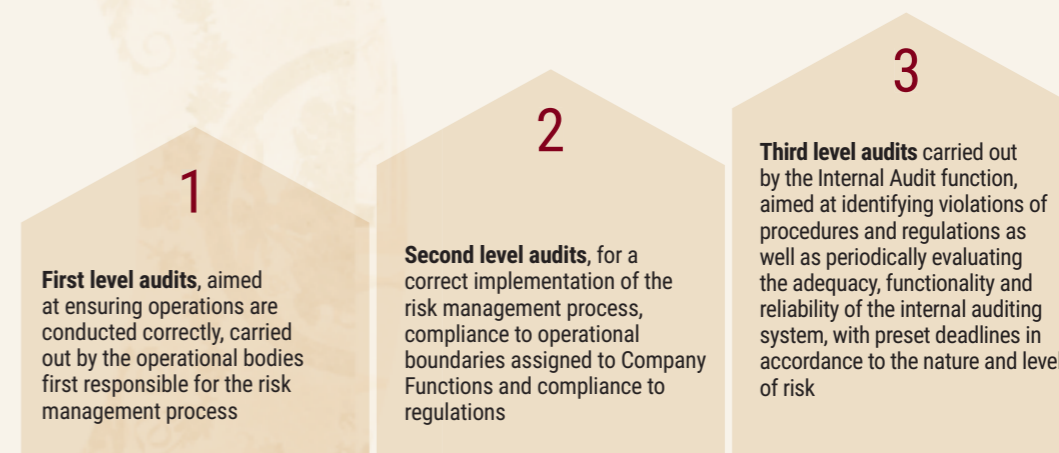 1
First level audits, aimed
at ensuring operations are
conducted correctly, carried
out by the operational bodies
first responsible for the risk
management process
2
Second level audits, for a
correct implementation of the
risk management process,
compliance to operational
boundaries assigned to Company
Functions and compliance to
regulations
3
Third level audits carried out
by the Internal Audit function,
aimed at identifying violations of
procedures and regulations as
well as periodically evaluating
the adequacy, functionality and
reliability of the internal auditing
system, with preset deadlines in
accordance to the nature and level
of risk